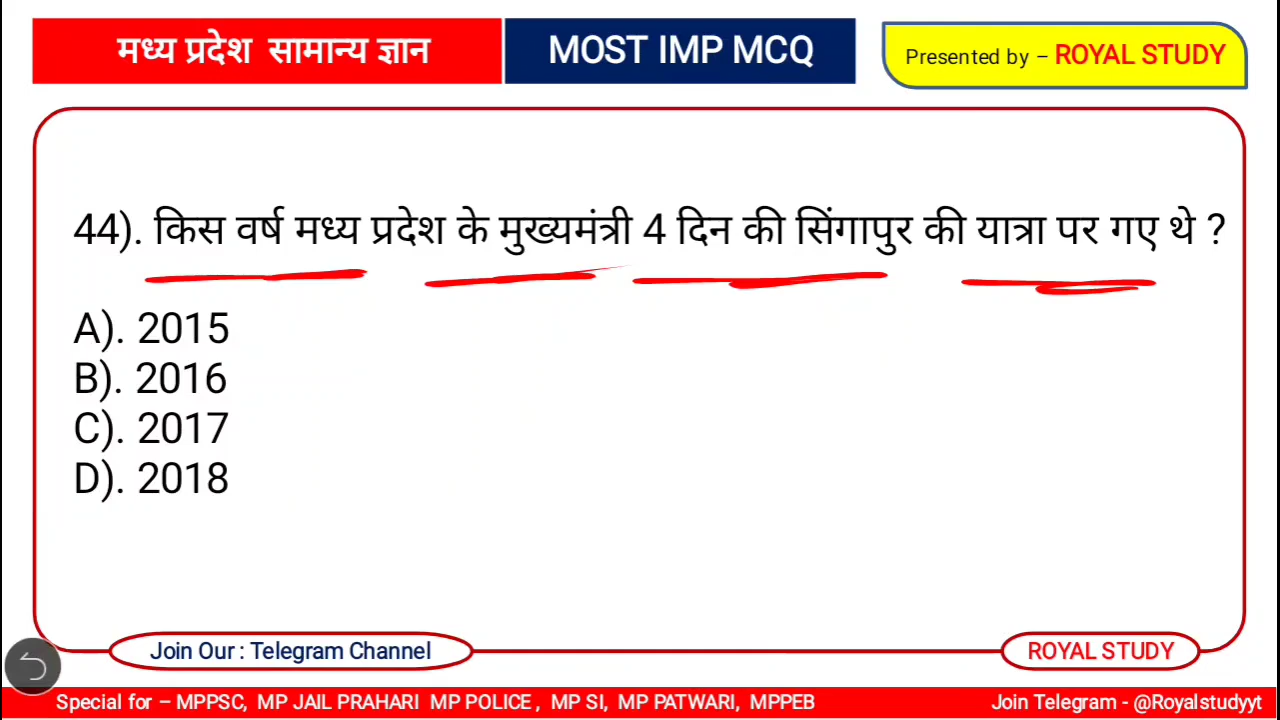 मध्य प्रदेश सामान्य ज्ञान
MOST IMP MCQ
Presented by – ROYAL STUDY
44). किस वर्ष मध्य प्रदेश के मुख्यमंत्री 4 दिन की सिंगापुर की यात्रा पर गए थे ?
A). 2015
B). 2016
C). 2017
D). 2018
Join Our : Telegram Channel
ROYAL STUDY
Special for – MPPSC, MP JAIL PRAHARI MP POLICE , MP SI, MP PATWARI, MPPEB
Join Telegram - @Royalstudyyt